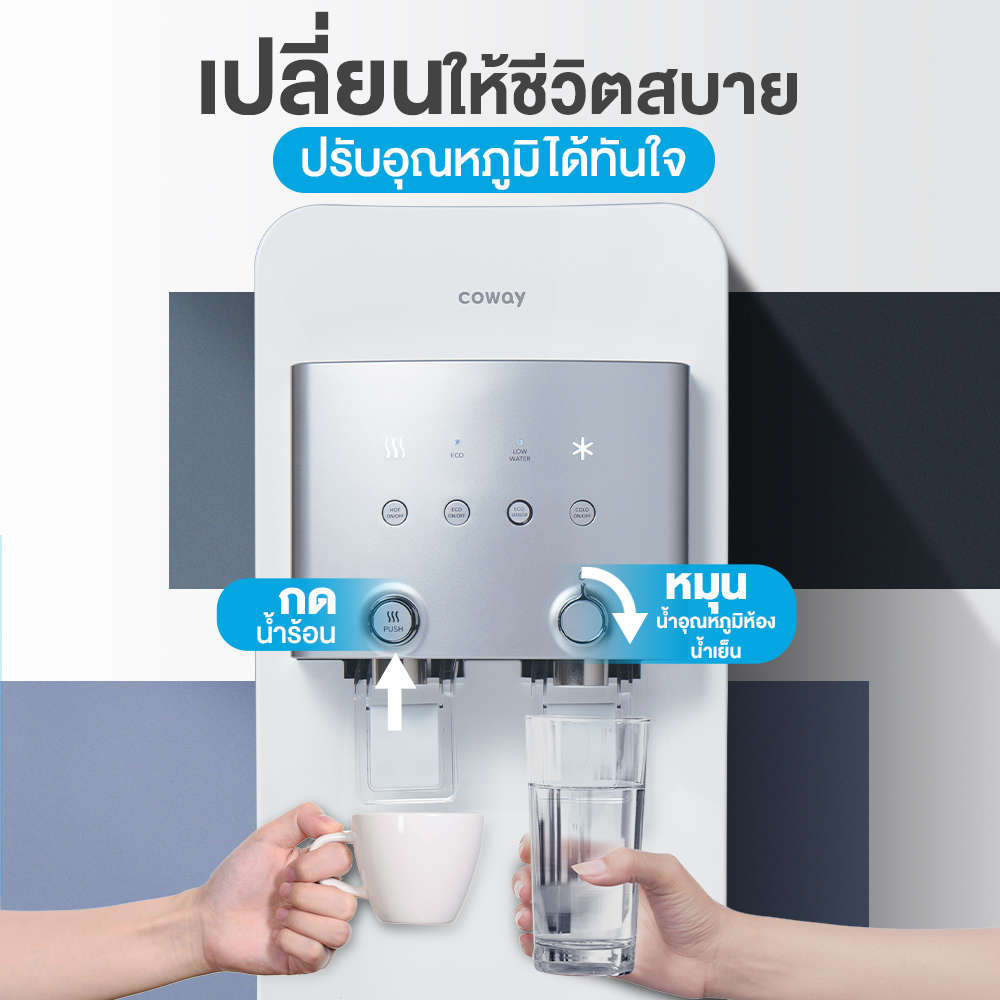 เปลี่ยนให้ชีวิตสบาย
ปรับอุณหภูมิได้ทันใจ
coway
ECO
LOW
WATER
HOT
ON/OFF
ECO
ON/OFF
ECO
SENSOR
COLD
ON/OFF
กด
น้ำร้อน
PUSH
หมุน
น้ำอุณหภูมิห้อง
น้ำเย็น